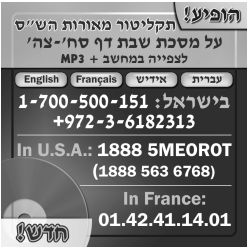 הופיע!
תקליטור מאורות הש״ס
על מסכת שבת דף סח׳-צה׳
לצפייה במחשב + MP3
English Français אידיש עברית
בישראל: 1-700-500-151
+972-3-6182313
In U.S.A.: 1888 5MEOROT
(1888 563 6768)
In France:
01.42.41.14.01
חדש!